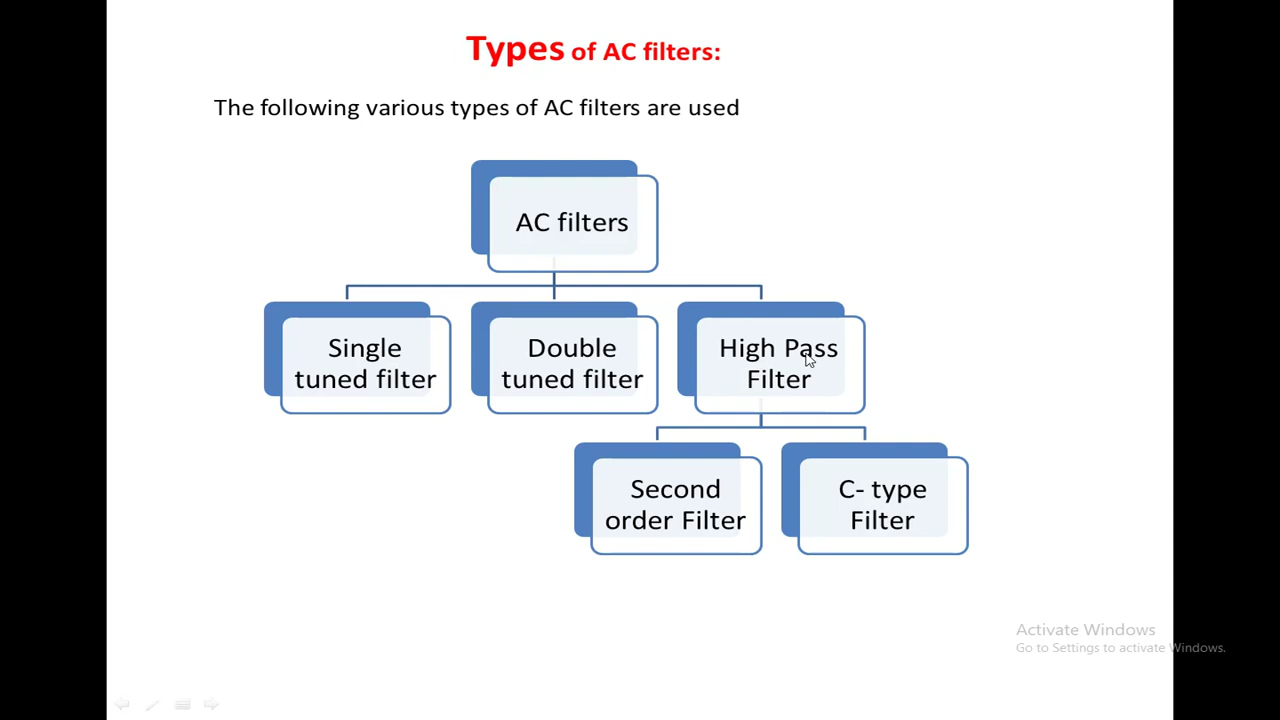 Types of AC filters:
The following various types of AC filters are used
AC filters
Single
tuned filter
Double
tuned filter
High Pass
Filter
Second
order Filter
C- type
Filter
Activate Windows
Go to Settings to activate Windows.